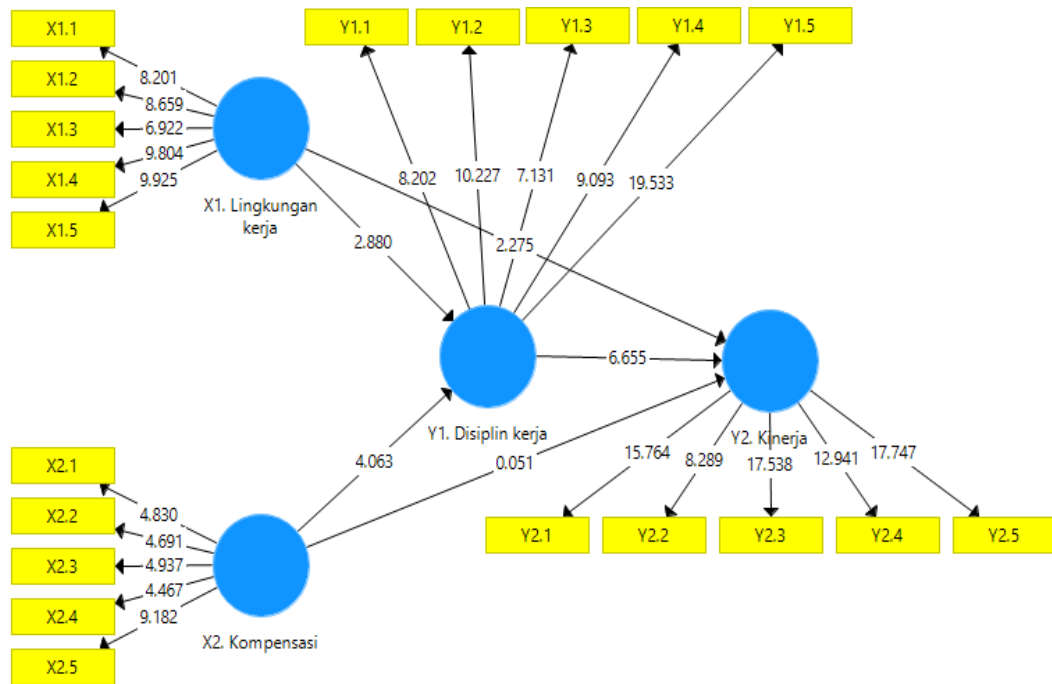 X1.1
X1.2
X1.3
X1.4
X1.5
8.201
8.659
6.922
9.804
9.925
X1. Lingkungan
kerja
Y1.1
Y1.2
Y1.3
Y1.4
Y1.5
8.202
10.227
7.131
9.093
19.533
2.880
2.275
6.655
Y1. Disiplin kerja
4.063
0.051
Y2. Kinerja
15.764
8.289
17.538
12.941
17.747
Y2.1
Y2.2
Y2.3
Y2.4
Y2.5
X2.1
X2.2
X2.3
X2.4
X2.5
4.830
4.691
4.937
4.467
9.182
X2. Kompensasi